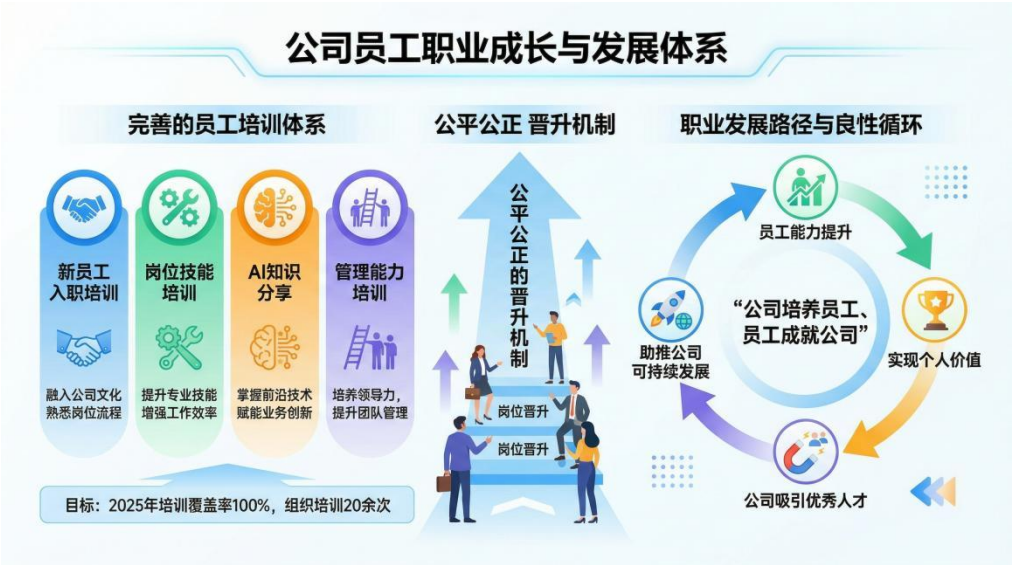 公司员工职业成长与发展体系
完善的员工培训体系
新员工
入职培训
融入公司文化
熟悉岗位流程
岗位技能
培训
提升专业技能
增强工作效率
AI知识
分享
掌握前沿技术
赋能业务创新
管理能力
培训
培养领导力，
提升团队管理
目标：2025年培训覆盖率100%，组织培训20余次
公平公正 晋升机制
公平公正的晋升机制
岗位晋升
岗位晋升
职业发展路径与良性循环
员工能力提升
实现个人价值
公司吸引优秀人才
助推公司
可持续发展
“公司培养员工、
员工成就公司”